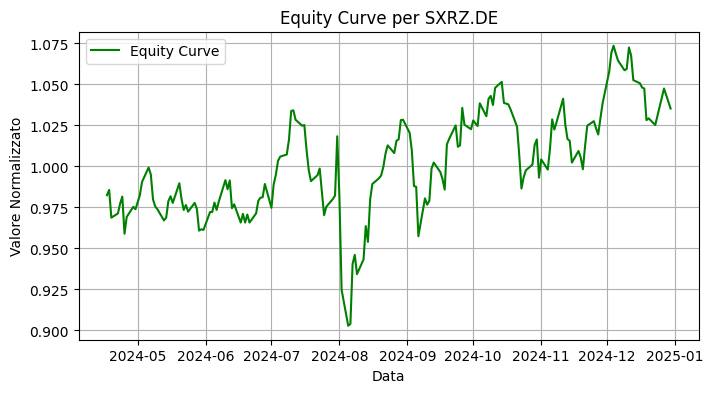 Equity Curve per SXRZ.DE
Equity Curve
Valore Normalizzato
1.075
1.050
1.025
1.000
0.975
0.950
0.925
0.900
2024-05 2024-06 2024-07 2024-08 2024-09 2024-10 2024-11 2024-12 2025-01
Data